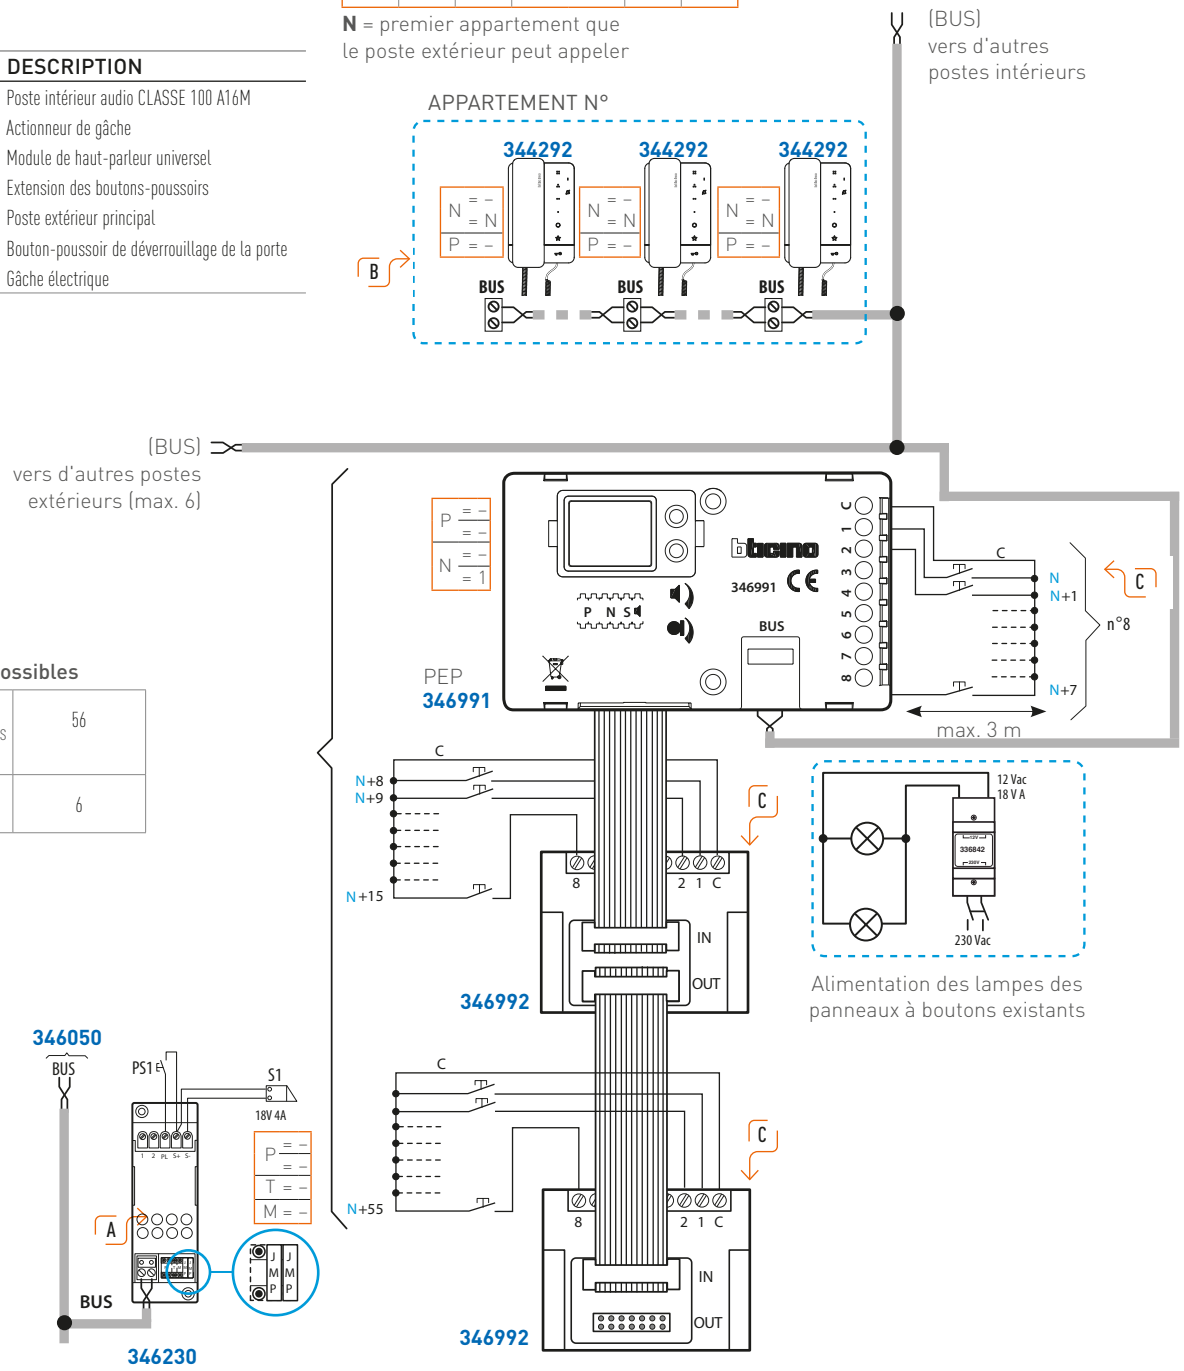 N = premier appartement que
le poste extérieur peut appeler
(BUS)
vers d'autres
postes intérieurs
DESCRIPTION
Poste intérieur audio CLASSE 100 A16M
Actionneur de gâche
Module de haut-parleur universel
Extension des boutons-poussoirs
Poste extérieur principal
Bouton-poussoir de déverrouillage de la porte
Gâche électrique
APPARTEMENT N°
344292
344292
344292
N = –
= N
P = –
N = –
= N
P = –
N = –
= N
P = –
B
BUS
BUS
BUS
(BUS)
vers d'autres postes
extérieurs (max. 6)
P = –
= –
N = –
= 1
bticino
346991 CE
P N S
BUS
C
1
2
3
4
5
6
7
8
C
N
N+1
n°8
N+7
C
max. 3 m
PEP
346991
ossibles
s
56
6
C
N+8
N+9
N+15
C
8
2 1 C
IN
OUT
346992
12 Vac
18 V A
12V
336842
230V
230 Vac
Alimentation des lampes des
panneaux à boutons existants
346050
BUS
PS1
S1
18V 4A
1 2 PL S+ S-
P = –
= –
T = –
M = –
A
J M P
J M P
BUS
346230
C
N+55
C
8
2 1 C
IN
OUT
346992